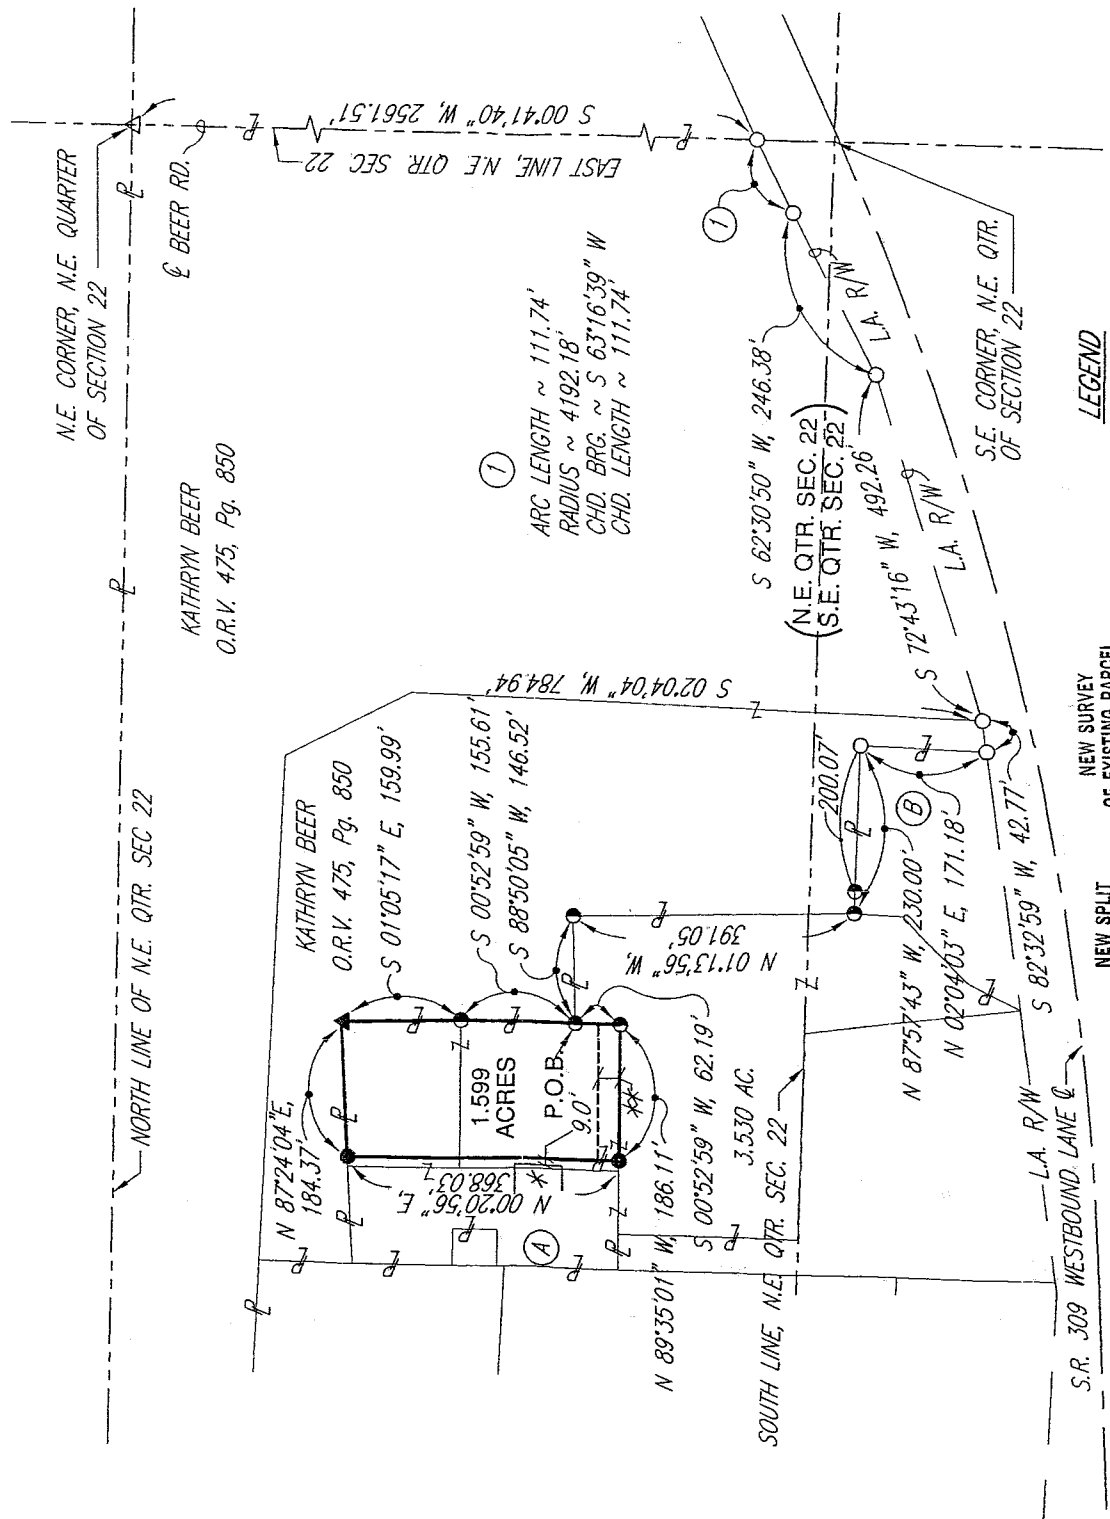 N.E. CORNER, N.E. QUARTER
OF SECTION 22
℄ BEER RD.
S 00°41'40" W, 2561.51'
EAST LINE, N.E QTR SEC 22
KATHRYN BEER
O.R.V. 475, Pg. 850
NORTH LINE OF N.E. QTR. SEC 22
1
ARC LENGTH ~ 111.74'
RADIUS ~ 4192.18'
CHD. BRG. ~ S 63°16'39" W
CHD. LENGTH ~ 111.74'
1
S 62°30'50" W, 246.38'
L.A. R/W
(N.E. QTR. SEC. 22)
(S.E. QTR. SEC. 22)
S 72°43'16" W, 492.26'
L.A. R/W
S.E. CORNER, N.E. QTR.
OF SECTION 22
LEGEND
S 02°04'04" W, 784.94'
KATHRYN BEER
O.R.V. 475, Pg. 850
S 01°05'17" E, 159.99'
S 00°52'59" W, 155.61'
S 88°50'05" W, 146.52'
N 87°24'04"E,
184.37'
1.599
ACRES
P.O.B.
9.0'
*
**
N 00°20'56" E,
368.03'
A
N 01°13'56" W,
391.05'
200.07'
B
N 89°35'01" W, 186.11'
S 00°52'59" W, 62.19'
3.530 AC.
SOUTH LINE, N.E. QTR. SEC. 22
N 87°57'43" W, 230.00'
N 02°04'03" E, 171.18'
S 82°32'59" W, 42.77'
L.A. R/W
S.R. 309 WESTBOUND LANE ℄
NEW SPLIT
NEW SURVEY
OF EXISTING PARCEL